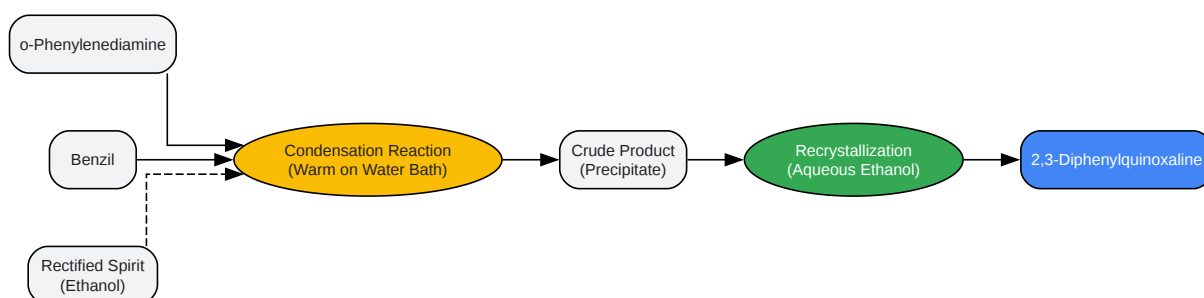 o-Phenylenediamine
Benzil
Rectified Spirit
(Ethanol)
Condensation Reaction
(Warm on Water Bath)
Crude Product
(Precipitate)
Recrystallization
(Aqueous Ethanol)
2,3-Diphenylquinoxaline